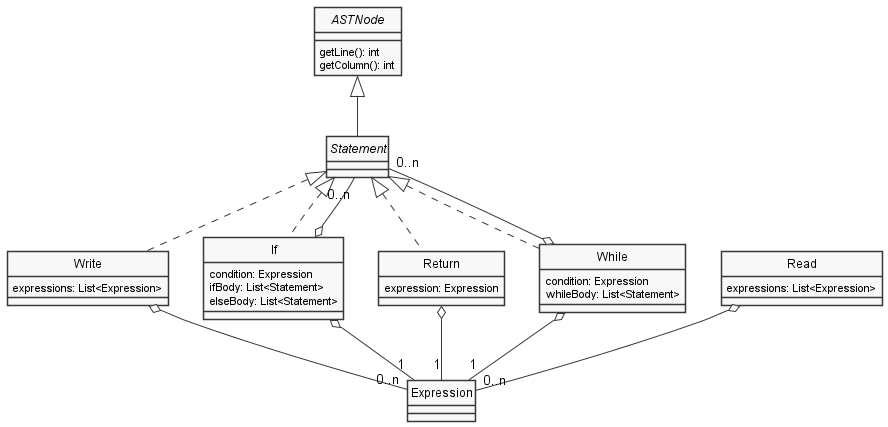 ASTNode
getLine(): int
getColumn(): int
Statement
0..n
0..n
Write
expressions: List<Expression>
If
condition: Expression
ifBody: List<Statement>
elseBody: List<Statement>
Return
expression: Expression
While
condition: Expression
whileBody: List<Statement>
Read
expressions: List<Expression>
1
1
1
0..n
0..n
Expression